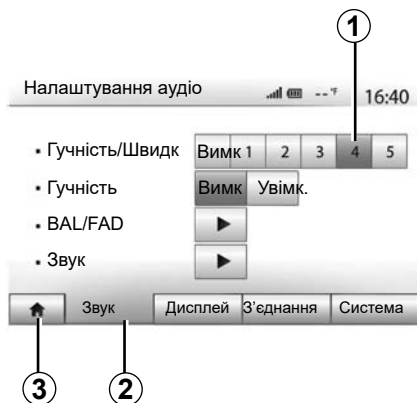 1
Налаштування аудіо --°F 16:40
• Гучність/Швидк Вимк 1 2 3 4 5
• Гучність Вимк Увімк.
• BAL/FAD
• Звук
Звук Дисплей З’єднання Система
3 2